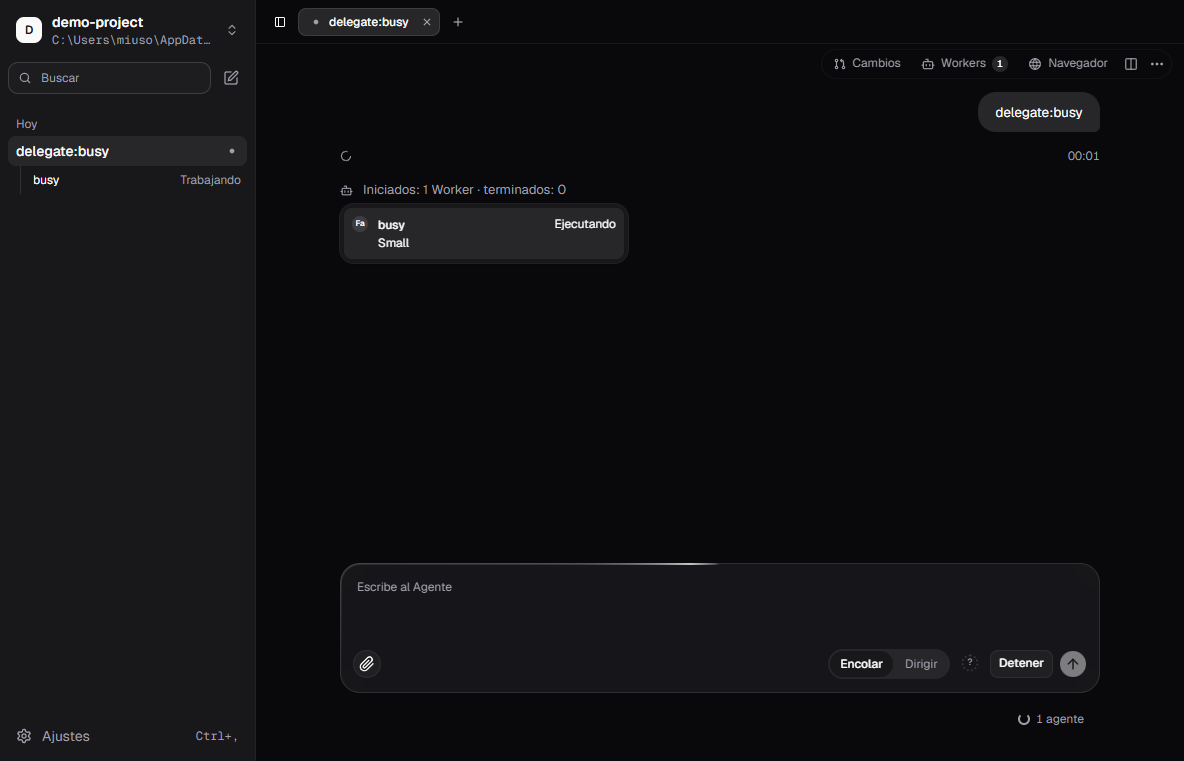 D
demo-project
C:\Users\miuso\AppDat…
Buscar
Hoy
delegate:busy
busy Trabajando
Ajustes Ctrl+,
delegate:busy
Cambios Workers 1 Navegador
delegate:busy
00:01
Iniciados: 1 Worker · terminados: 0
Fa busy Ejecutando
Small
Escribe al Agente
Encolar Dirigir ? Detener
1 agente